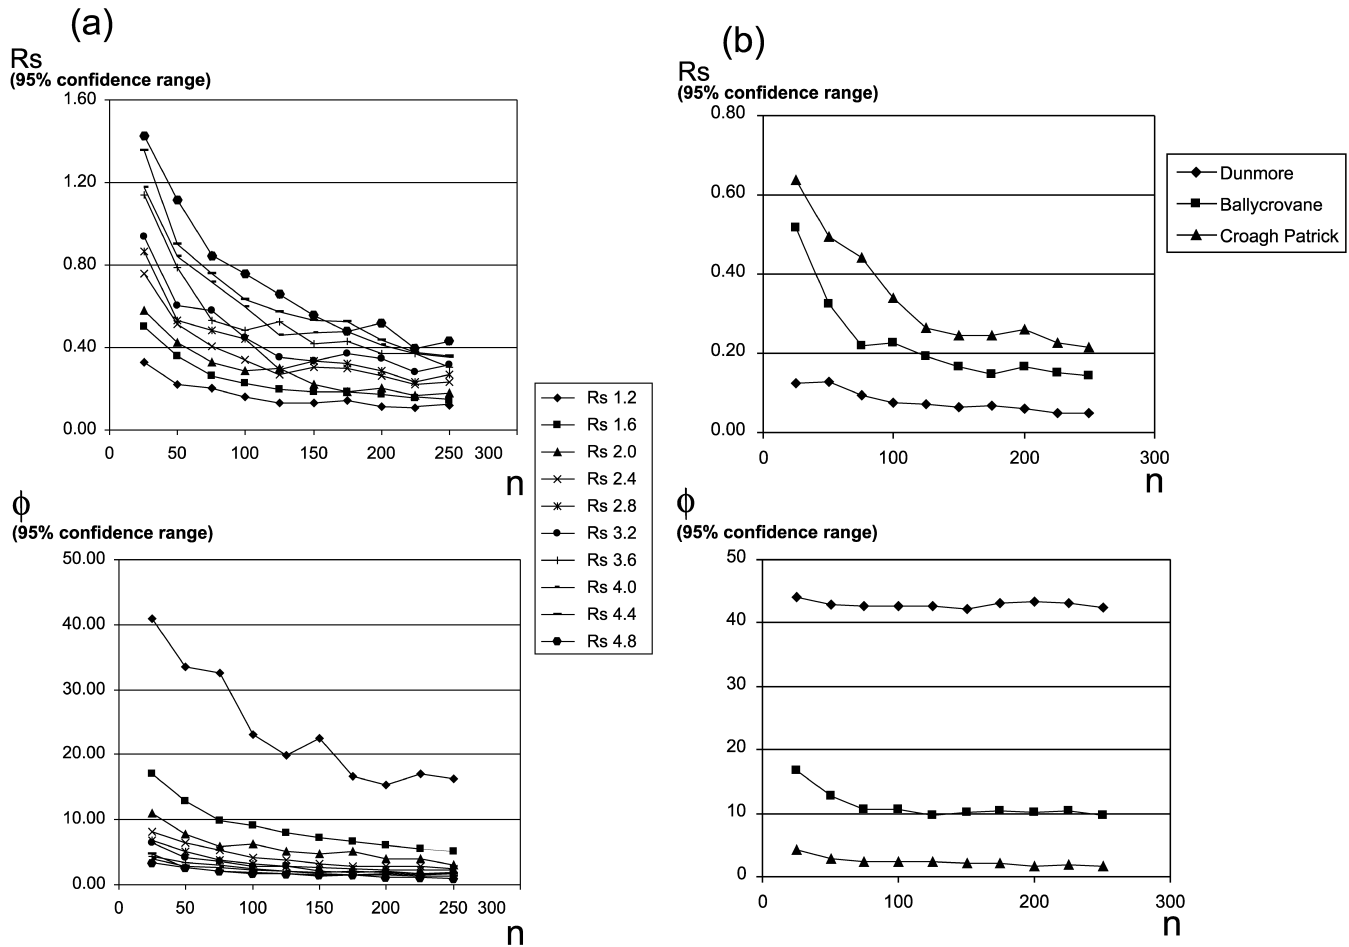 (a)
Rs
(95% confidence range)
1.60
1.20
0.80
0.40
0.00
0 50 100 150 200 250 300
n
ϕ
(95% confidence range)
50.00
40.00
30.00
20.00
10.00
0.00
0 50 100 150 200 250 300
n
Rs 1.2
Rs 1.6
Rs 2.0
Rs 2.4
Rs 2.8
Rs 3.2
Rs 3.6
Rs 4.0
Rs 4.4
Rs 4.8
(b)
Rs
(95% confidence range)
0.80
0.60
0.40
0.20
0.00
0 100 200 300
n
Dunmore
Ballycrovane
Croagh Patrick
ϕ
(95% confidence range)
50
40
30
20
10
0
0 100 200 300
n